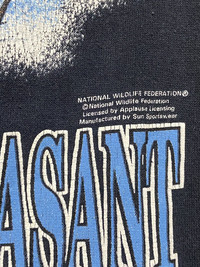 NATIONAL WILDLIFE FEDERATION®
© National Wildlife Federation
Licensed by Applause Licensing
Manufactured by Sun Sportswear
ASANT